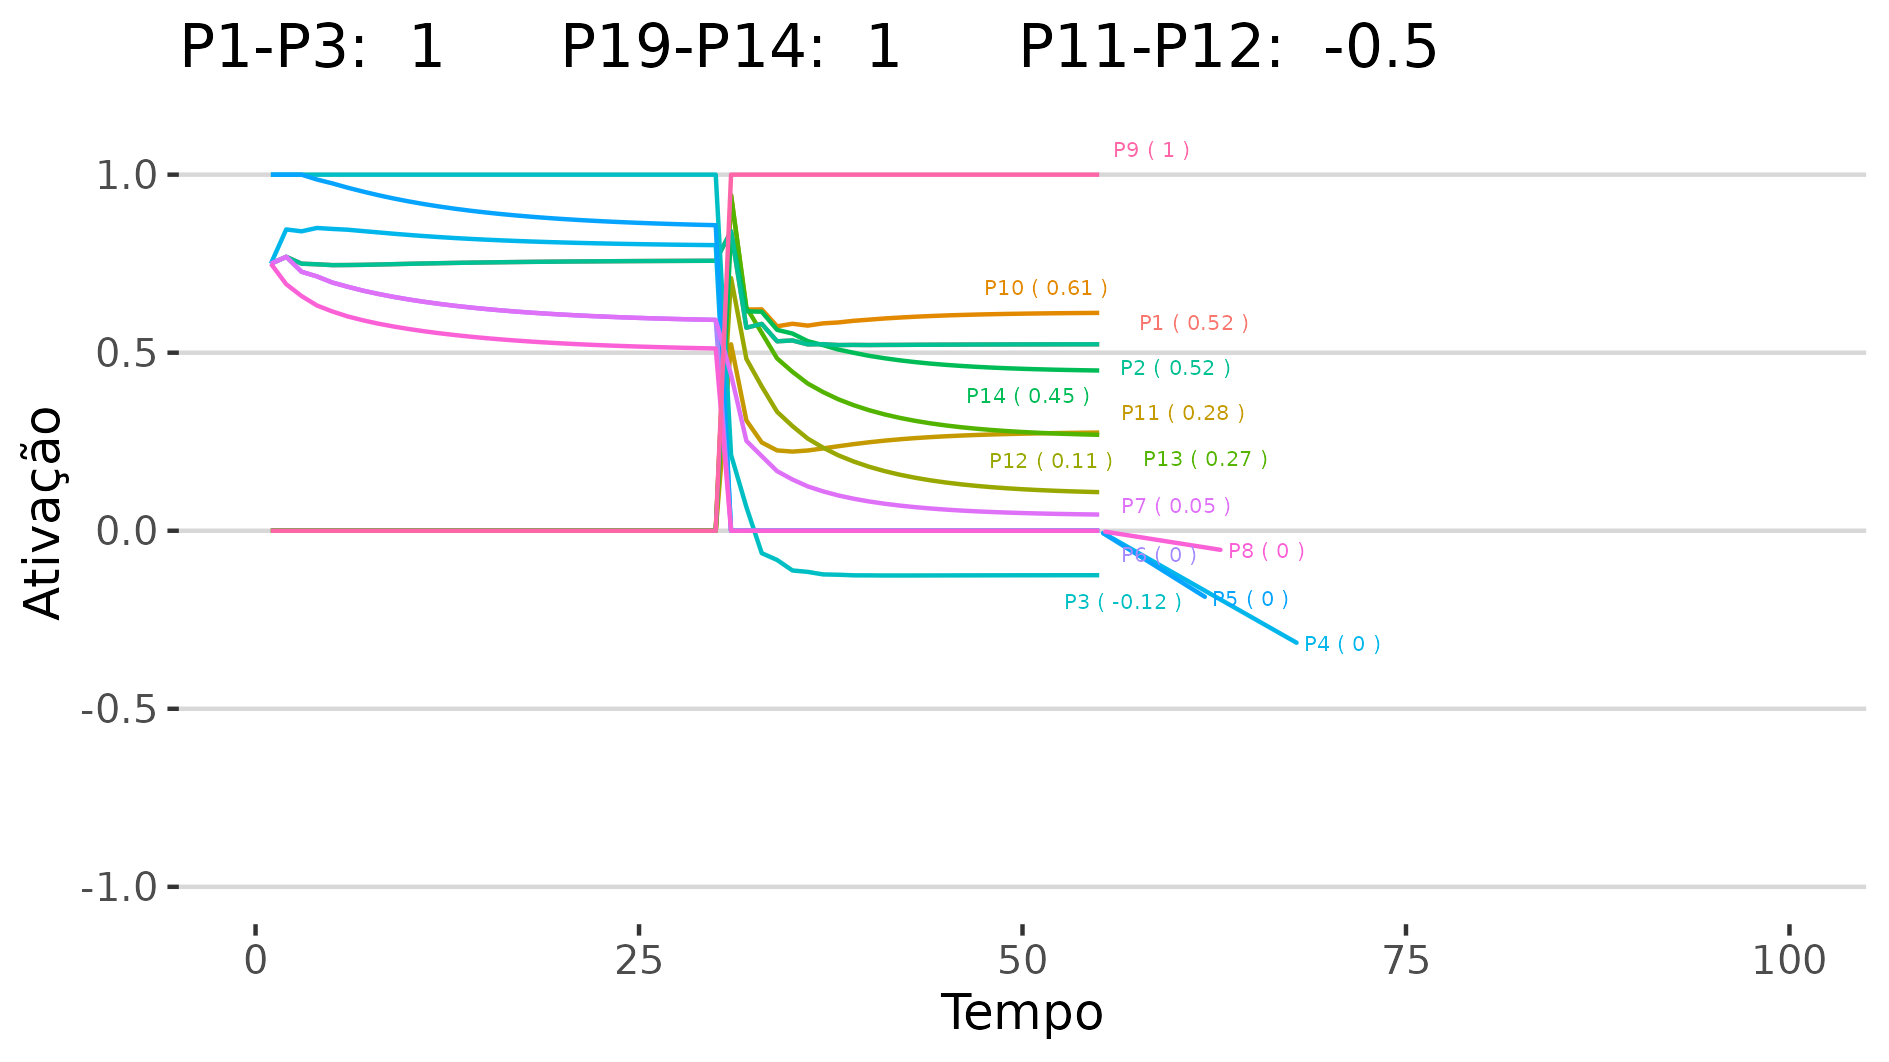 P1-P3:  1     P19-P14:  1     P11-P12:  -0.5
P9 ( 1 )
1.0
P10 ( 0.61 )
P1 ( 0.52 )
0.5
P2 ( 0.52 )
P14 ( 0.45 )
P11 ( 0.28 )
P12 ( 0.11 )
P13 ( 0.27 )
P7 ( 0.05 )
0.0
P6 ( 0 )
P8 ( 0 )
P3 ( -0.12 )
P5 ( 0 )
P4 ( 0 )
-0.5
-1.0
Ativação
0 25 50 75 100
Tempo